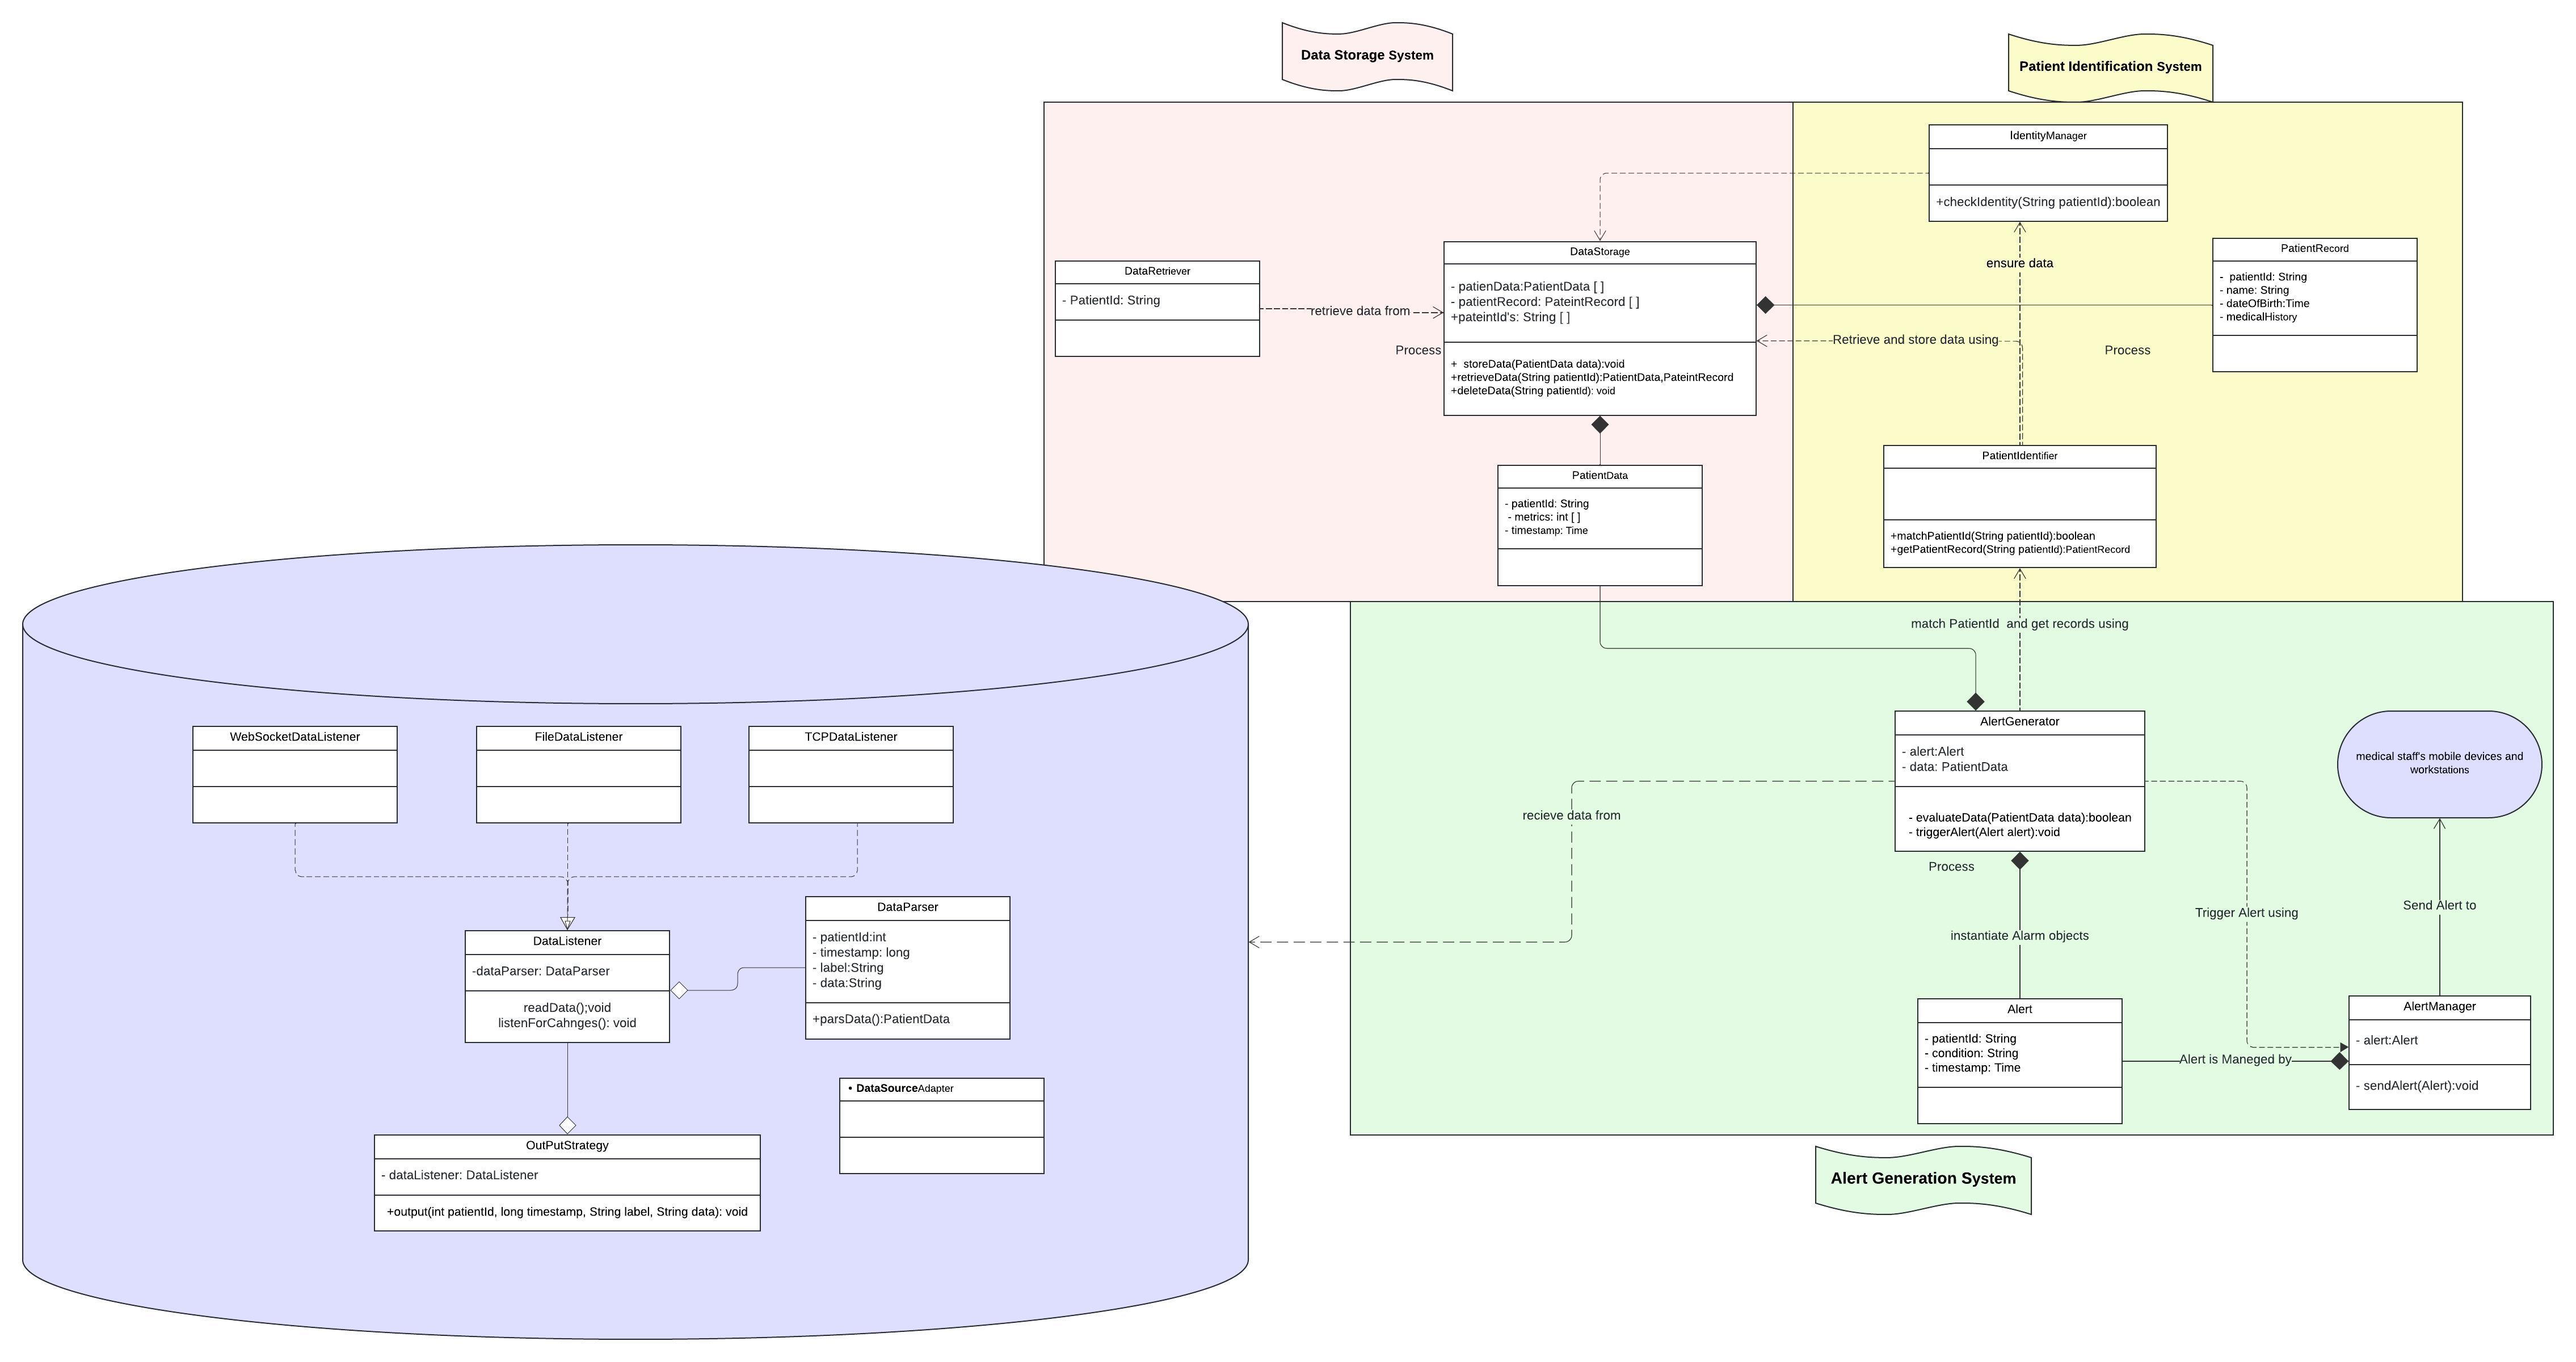 Data Storage System
Patient Identification System
IdentityManager
+checkIdentity(String patientId):boolean
ensure data
PatientRecord
-  patientId: String
- name: String
- dateOfBirth:Time
- medicalHistory
DataStorage
- patienData:PatientData [ ]
- patientRecord: PateintRecord [ ]
+pateintId's: String [ ]
+  storeData(PatientData data):void
+retrieveData(String patientId):PatientData,PateintRecord
+deleteData(String patientId): void
DataRetriever
- PatientId: String
retrieve data from
Process
Retrieve and store data using
Process
PatientData
- patientId: String
- metrics: int [ ]
- timestamp: Time
PatientIdentifier
+matchPatientId(String patientId):boolean
+getPatientRecord(String patientId):PatientRecord
match PatientId  and get records using
AlertGenerator
- alert:Alert
- data: PatientData
- evaluateData(PatientData data):boolean
- triggerAlert(Alert alert):void
medical staff's mobile devices and
workstations
recieve data from
Process
Trigger Alert using
Send Alert to
instantiate Alarm objects
Alert
- patientId: String
- condition: String
- timestamp: Time
Alert is Maneged by
AlertManager
- alert:Alert
- sendAlert(Alert):void
Alert Generation System
WebSocketDataListener
FileDataListener
TCPDataListener
DataListener
-dataParser: DataParser
readData();void
listenForCahnges(): void
DataParser
- patientId:int
- timestamp: long
- label:String
- data:String
+parsData():PatientData
• DataSourceAdapter
OutPutStrategy
- dataListener: DataListener
+output(int patientId, long timestamp, String label, String data): void